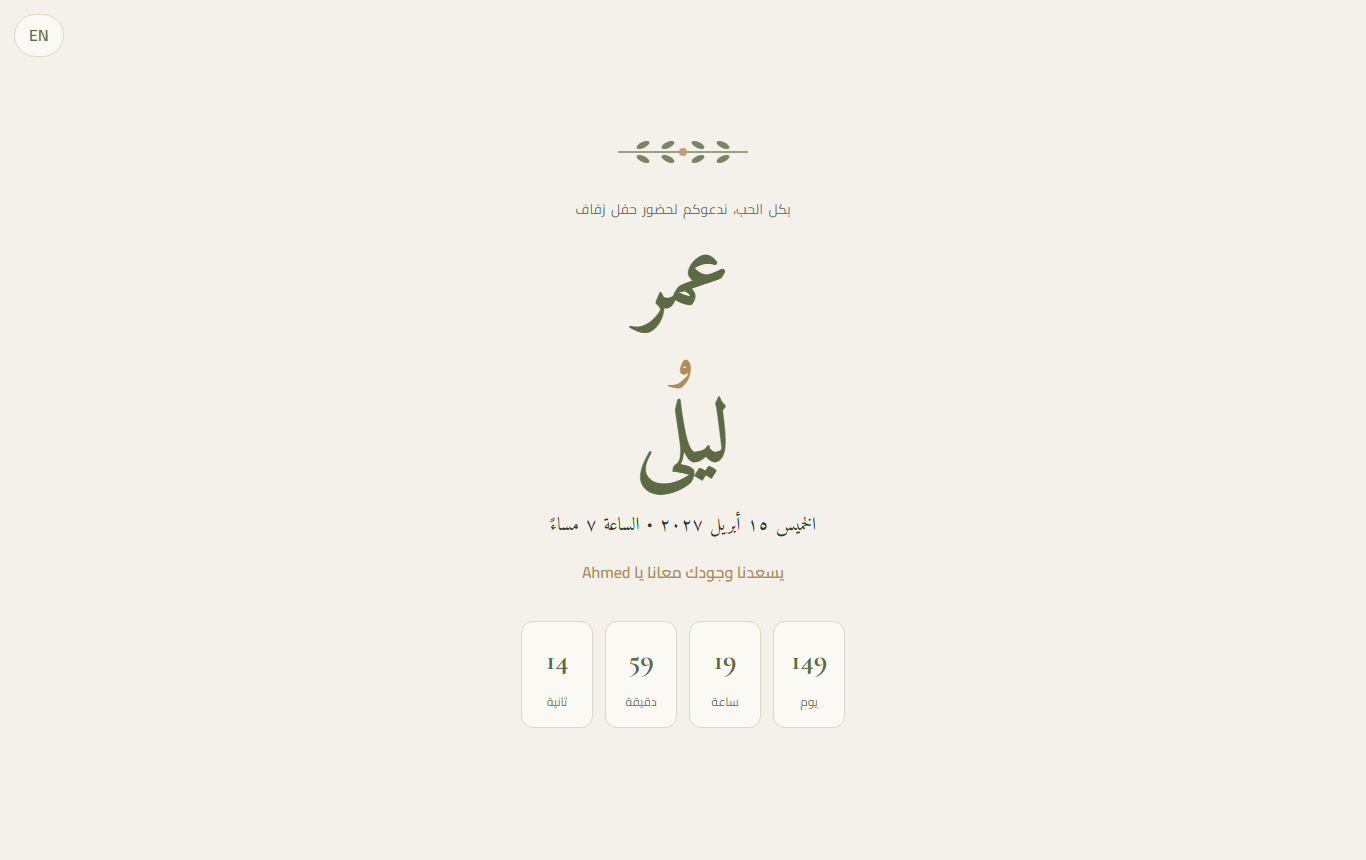 EN
بكل الحب، ندعوكم لحضور حفل زفاف
عمر
و
ليلى
الخميس ١٥ أبريل ٢٠٢٧ • الساعة ٧ مساءً
يسعدنا وجودك معانا يا Ahmed
149 19 59 14
يوم ساعة دقيقة ثانية